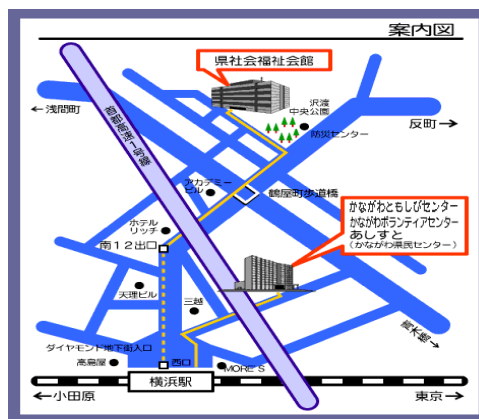 案内図
県社会福祉会館
←浅間町
沢渡
中央公園
防災センター
反町→
首都高速1号線
アカデミー
ビル
鶴屋町歩道橋
かながわともしびセンター
かながわボランティアセンター
あしすと
(かながわ県民センター)
ホテル
リッチ
南12出口
天理ビル
三越
青木橋→
ダイヤモンド地下街入口
高島屋
西口
MORE'S
横浜駅
←小田原
東京→